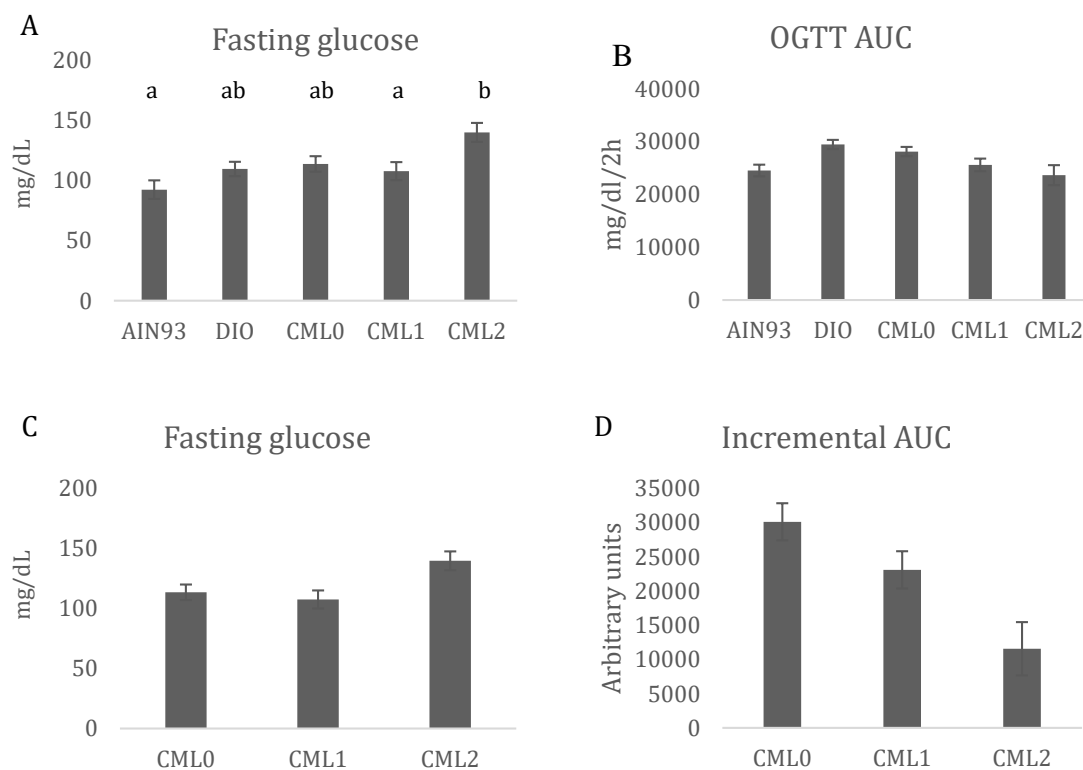 A
Fasting glucose
200
150
100
50
0
mg/dL
a ab ab a b
AIN93 DIO CML0 CML1 CML2
B
OGTT AUC
40000
30000
20000
10000
0
mg/dl/2h
AIN93 DIO CML0 CML1 CML2
C
Fasting glucose
200
150
100
50
0
mg/dL
CML0 CML1 CML2
D
Incremental AUC
35000
30000
25000
20000
15000
10000
5000
0
Arbitrary units
CML0 CML1 CML2